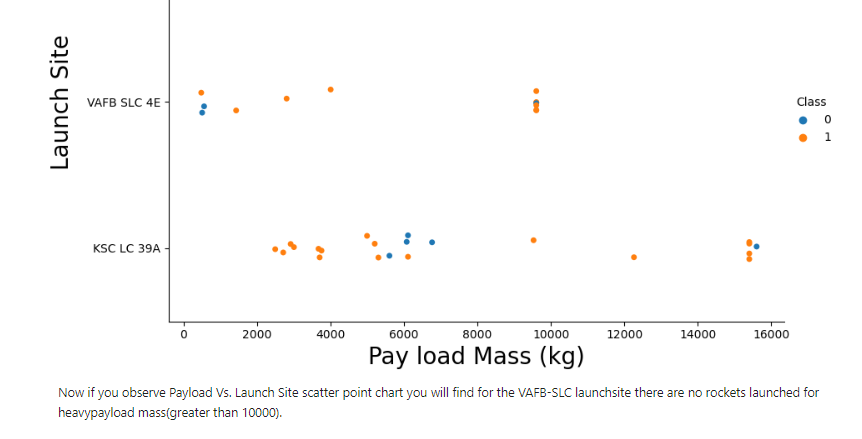 Launch Site
VAFB SLC 4E
KSC LC 39A
Class
0
1
0 2000 4000 6000 8000 10000 12000 14000 16000
Pay load Mass (kg)
Now if you observe Payload Vs. Launch Site scatter point chart you will find for the VAFB-SLC launchsite there are no rockets launched for
heavypayload mass(greater than 10000).